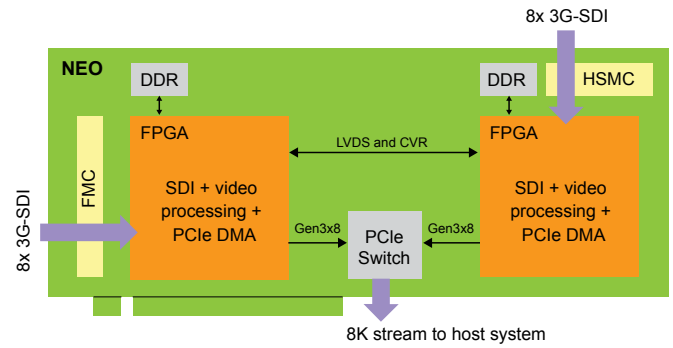 8x 3G-SDI
NEO
DDR
DDR
HSMC
FPGA
FPGA
LVDS and CVR
FMC
SDI + video
processing +
PCIe DMA
SDI + video
processing +
PCIe DMA
8x 3G-SDI
Gen3x8
Gen3x8
PCIe
Switch
8K stream to host system